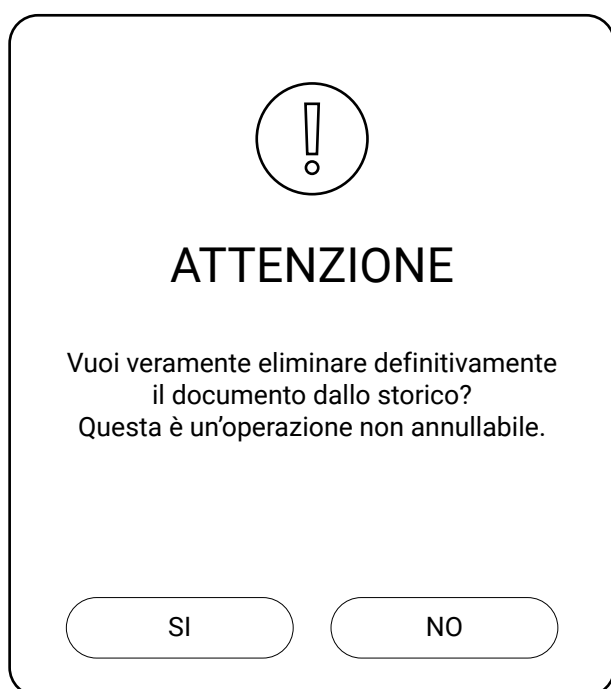 ATTENZIONE
Vuoi veramente eliminare definitivamente
il documento dallo storico?
Questa è un’operazione non annullabile.
SI
NO